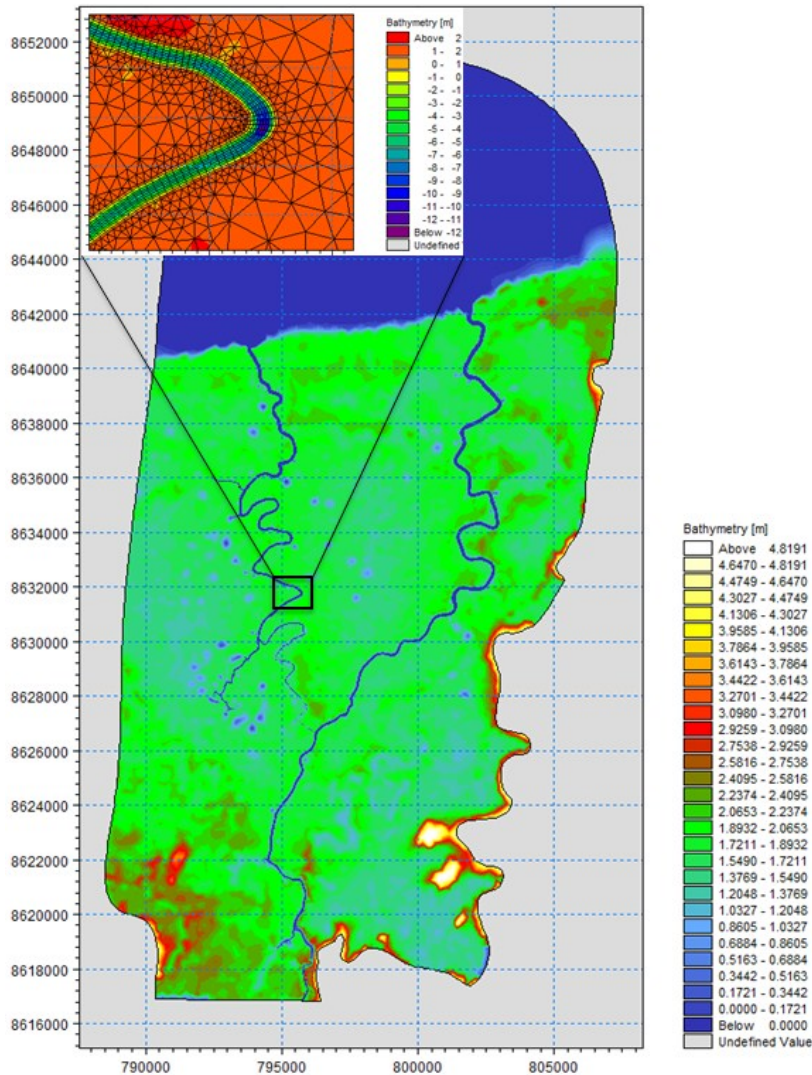 Bathymetry [m]
Above 2
1 - 2
0 - 1
-1 - 0
-2 - -1
-3 - -2
-4 - -3
-5 - -4
-6 - -5
-7 - -6
-8 - -7
-9 - -8
-10 - -9
-11 - -10
-12 - -11
Below -12
Undefined
8652000
8650000
8648000
8646000
8644000
8642000
8640000
8638000
8636000
8634000
8632000
8630000
8628000
8626000
8624000
8622000
8620000
8618000
8616000
790000 795000 800000 805000
Bathymetry [m]
Above 4.8191
4.6470 - 4.8191
4.4749 - 4.6470
4.3027 - 4.4749
4.1306 - 4.3027
3.9585 - 4.1306
3.7864 - 3.9585
3.6143 - 3.7864
3.4422 - 3.6143
3.2701 - 3.4422
3.0980 - 3.2701
2.9259 - 3.0980
2.7538 - 2.9259
2.5816 - 2.7538
2.4095 - 2.5816
2.2374 - 2.4095
2.0653 - 2.2374
1.8932 - 2.0653
1.7211 - 1.8932
1.5490 - 1.7211
1.3769 - 1.5490
1.2048 - 1.3769
1.0327 - 1.2048
0.8605 - 1.0327
0.6884 - 0.8605
0.5163 - 0.6884
0.3442 - 0.5163
0.1721 - 0.3442
0.0000 - 0.1721
Below 0.0000
Undefined Value